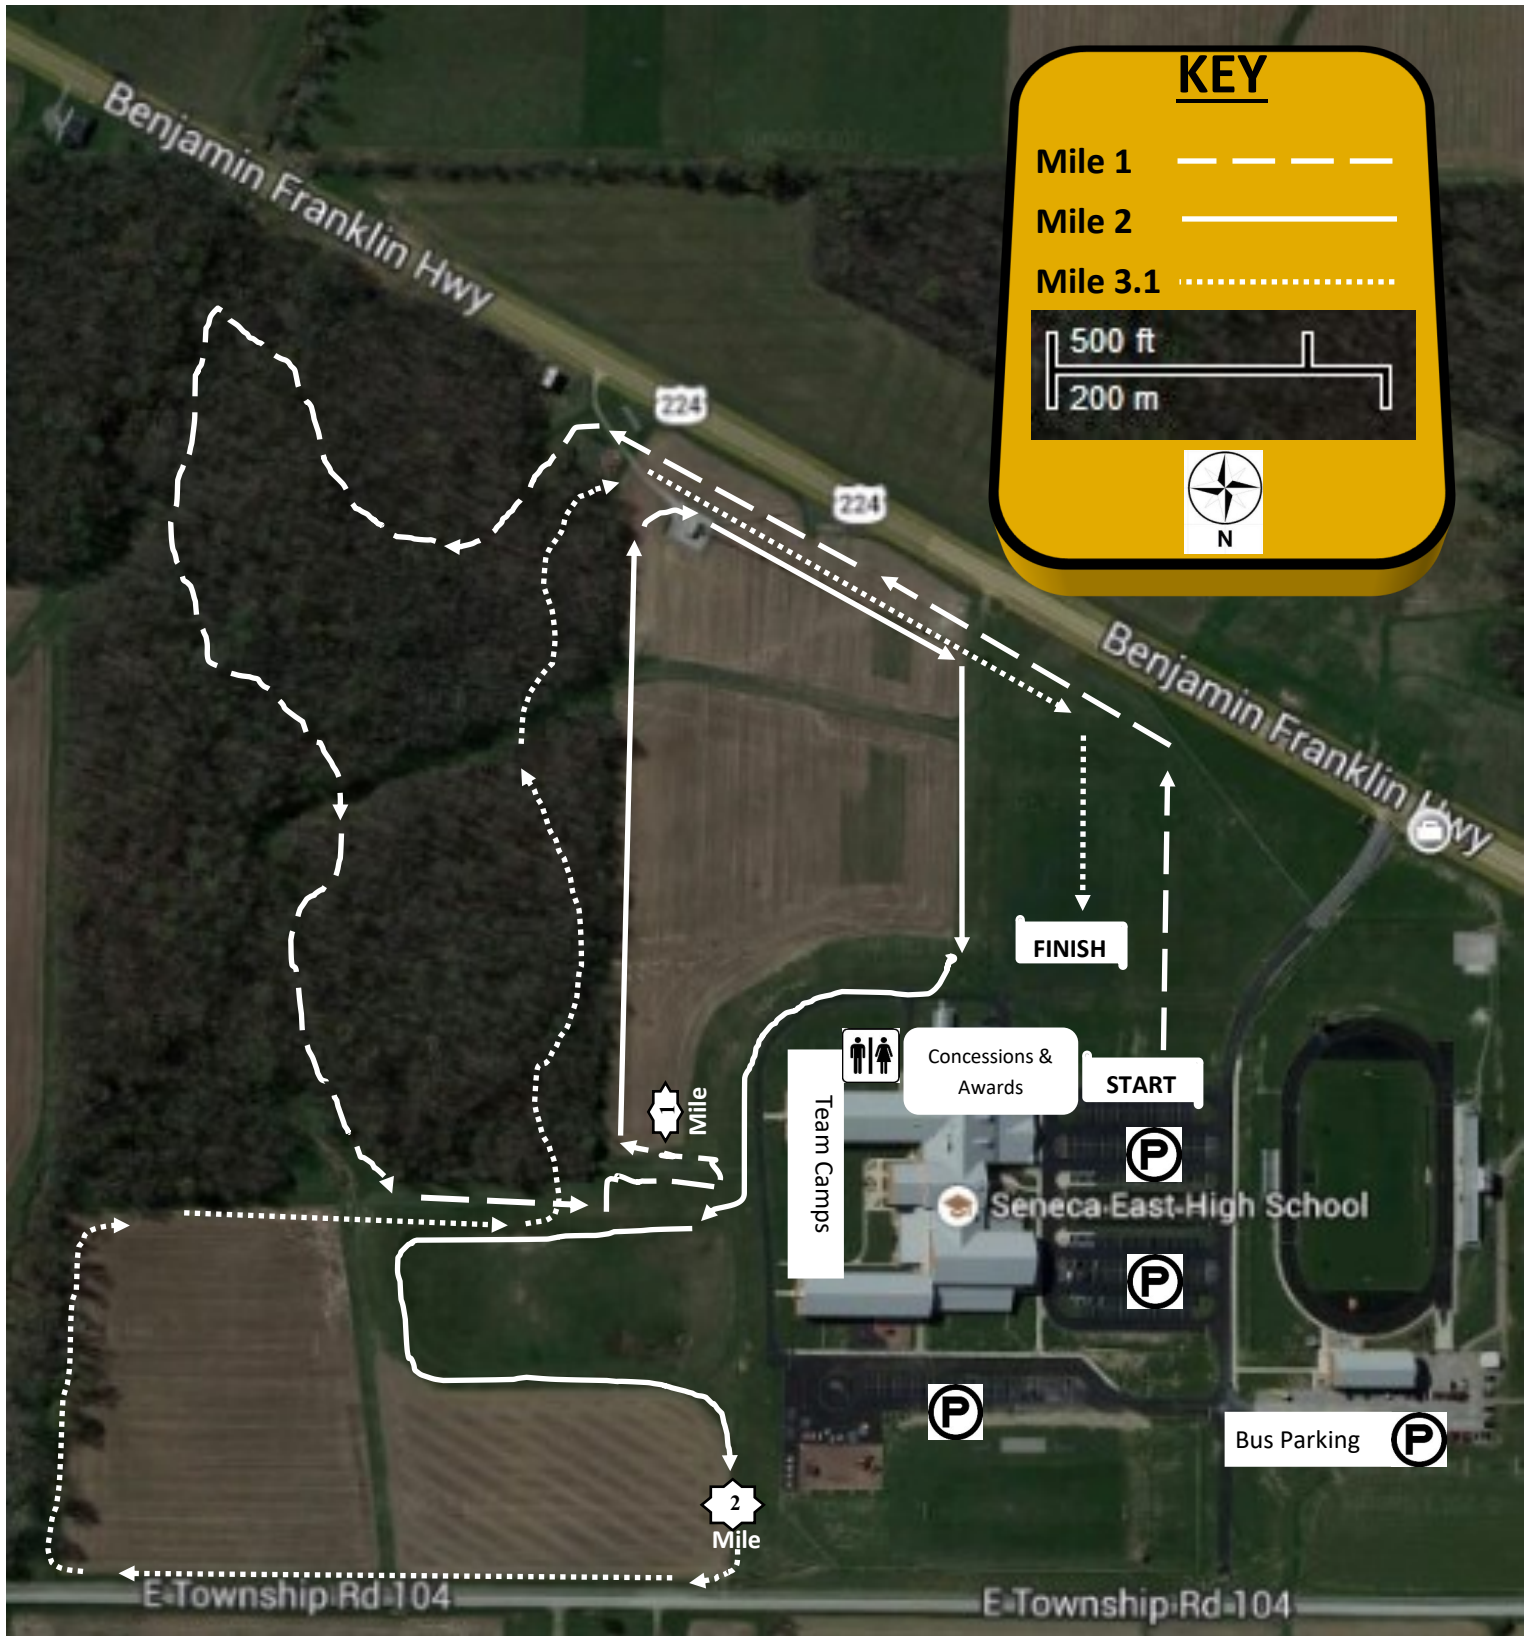 KEY
Mile 1
Mile 2
Mile 3.1
500 ft
200 m
N
Benjamin Franklin Hwy
224
224
Benjamin Franklin Hwy
FINISH
Concessions &
Awards
START
Team Camps
1
Mile
P
Seneca East High School
P
P
Bus Parking P
2
Mile
E Township Rd 104
E Township Rd 104